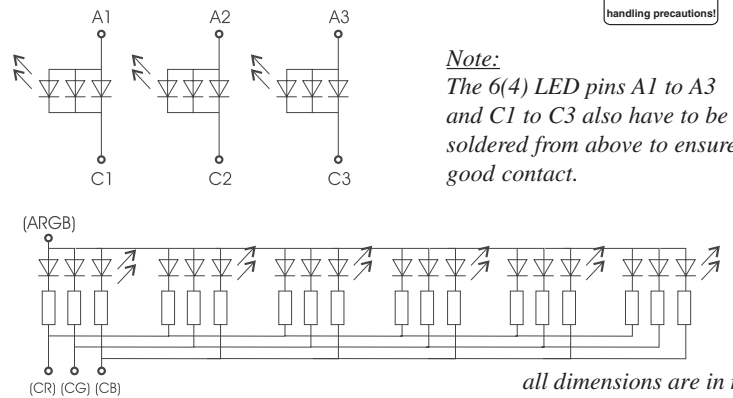 handling precautions!
A1 A2 A3
Note:
The 6(4) LED pins A1 to A3
and C1 to C3 also have to be
soldered from above to ensure
good contact.
C1 C2 C3
(ARGB)
(CR) (CG) (CB)
all dimensions are in